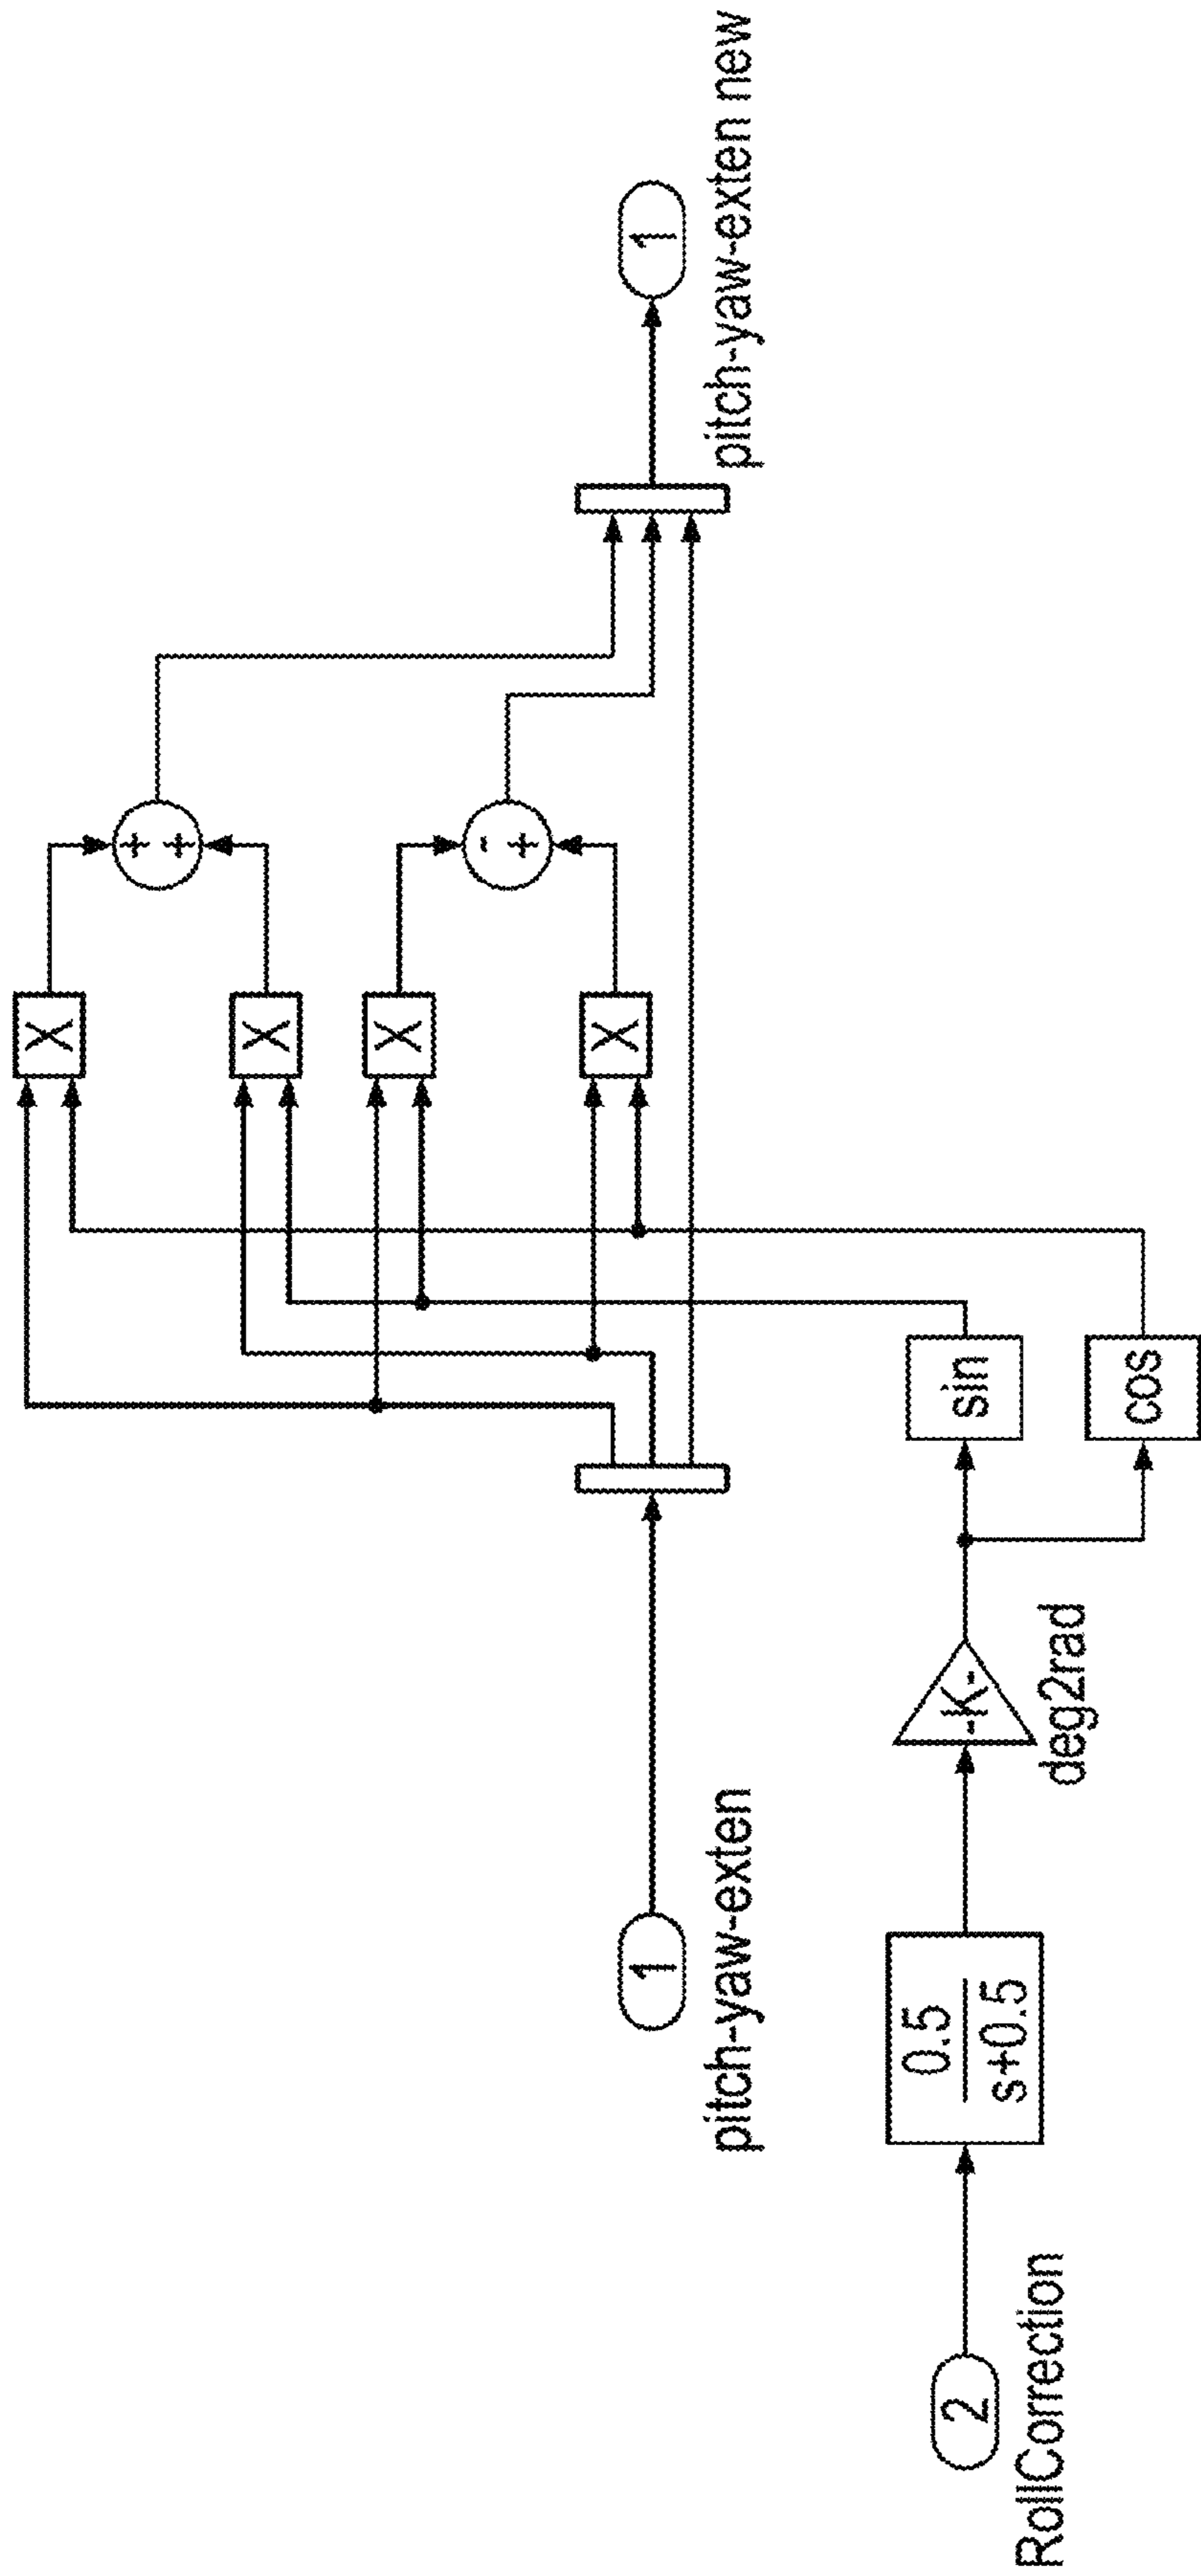 X
+
+
X
X
-
+
X
1
pitch-yaw-exten
1
pitch-yaw-exten new
2
RollCorrection
0.5
s+0.5
-K-
deg2rad
sin
cos